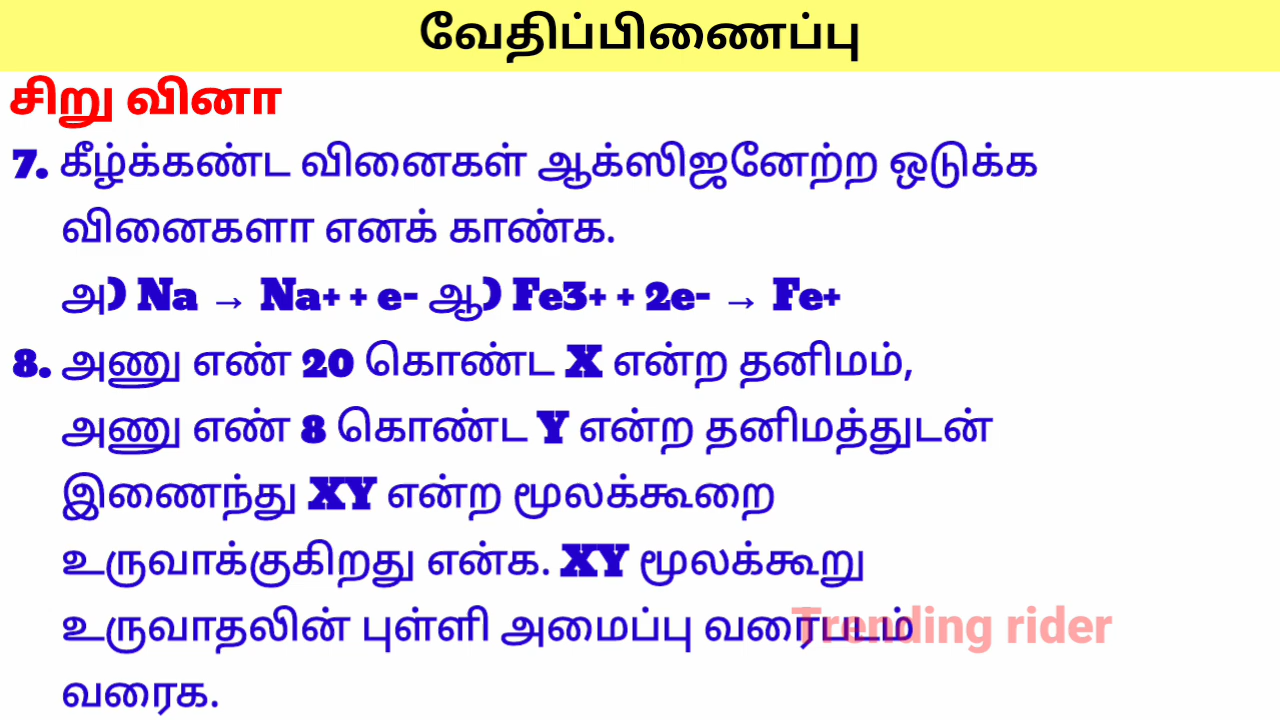 வேதிப்பிணைப்பு
சிறு வினா
7. கீழ்க்கண்ட வினைகள் ஆக்ஸிஜனேற்ற ஒடுக்க
வினைகளா எனக் காண்க.
அ) Na → Na+ + e- ஆ) Fe3+ + 2e- → Fe+
8. அணு எண் 20 கொண்ட X என்ற தனிமம்,
அணு எண் 8 கொண்ட Y என்ற தனிமத்துடன்
இணைந்து XY என்ற மூலக்கூறை
உருவாக்குகிறது என்க. XY மூலக்கூறு
உருவாதலின் புள்ளி அமைப்பு வரைபடம்
Trending rider
வரைக.